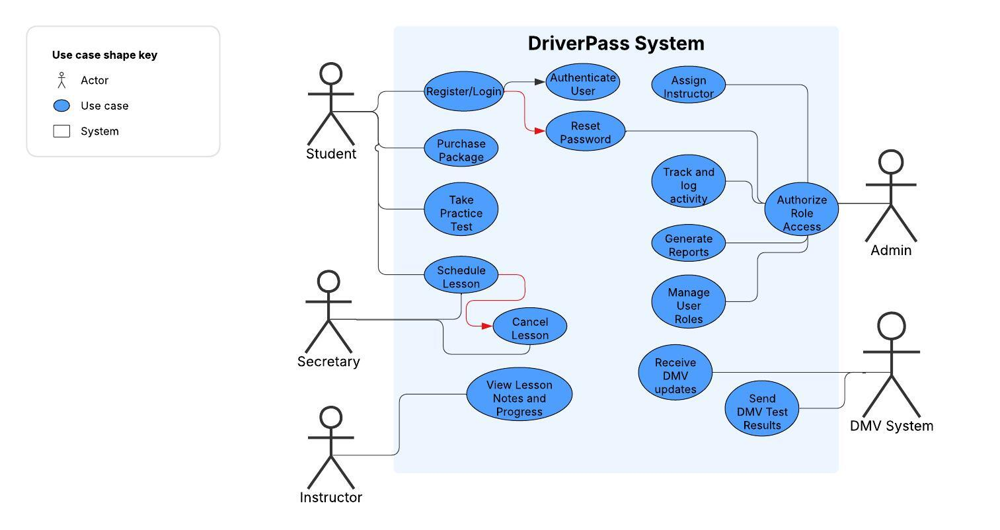 Use case shape key
Actor
Use case
System
DriverPass System
Student
Secretary
Instructor
Register/Login
Purchase
Package
Take
Practice
Test
Schedule
Lesson
Authenticate
User
Reset
Password
Cancel
Lesson
View Lesson
Notes and
Progress
Assign
Instructor
Track and
log
activity
Generate
Reports
Manage
User
Roles
Receive
DMV
updates
Send
DMV Test
Results
Authorize
Role
Access
Admin
DMV System